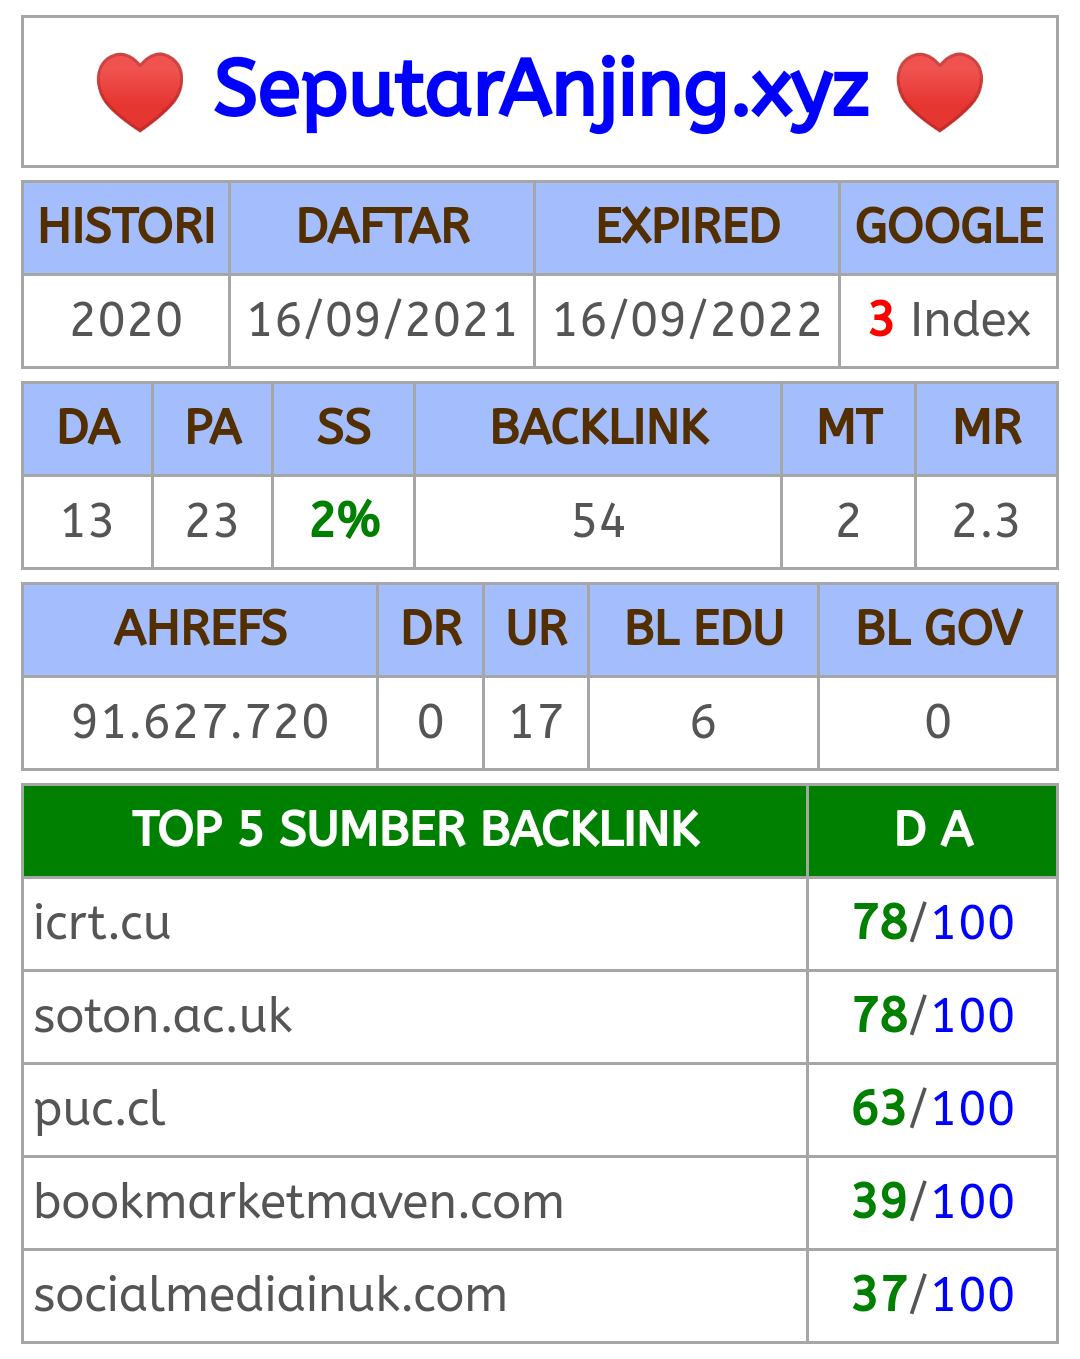 SeputarAnjing.xyz
HISTORI DAFTAR EXPIRED GOOGLE
2020 16/09/2021 16/09/2022 3 Index
DA PA SS BACKLINK MT MR
13 23 2% 54 2 2.3
AHREFS DR UR BL EDU BL GOV
91.627.720 0 17 6 0
TOP 5 SUMBER BACKLINK D A
icrt.cu 78/100
soton.ac.uk 78/100
puc.cl 63/100
bookmarketmaven.com 39/100
socialmediainuk.com 37/100